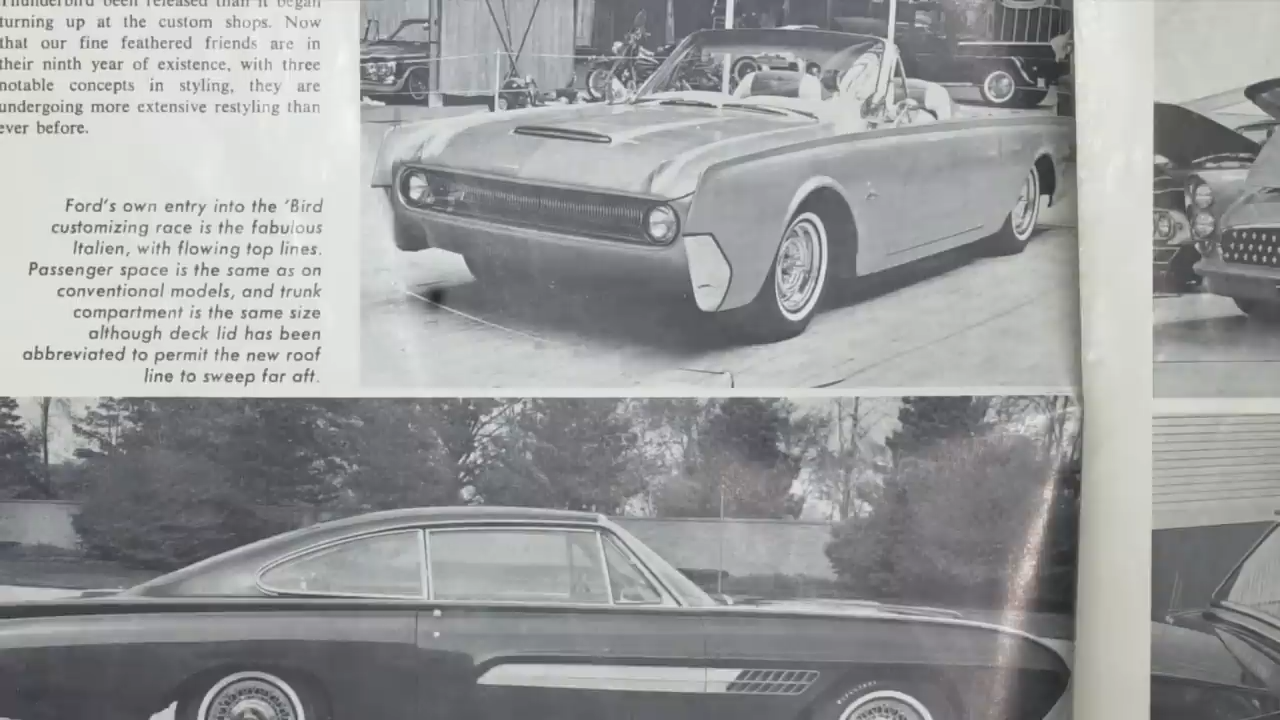 Thunderbird been released than it began
turning up at the custom shops. Now
that our fine feathered friends are in
their ninth year of existence, with three
notable concepts in styling, they are
undergoing more extensive restyling than
ever before.
Ford's own entry into the 'Bird
customizing race is the fabulous
Italien, with flowing top lines.
Passenger space is the same as on
conventional models, and trunk
compartment is the same size
although deck lid has been
abbreviated to permit the new roof
line to sweep far aft.